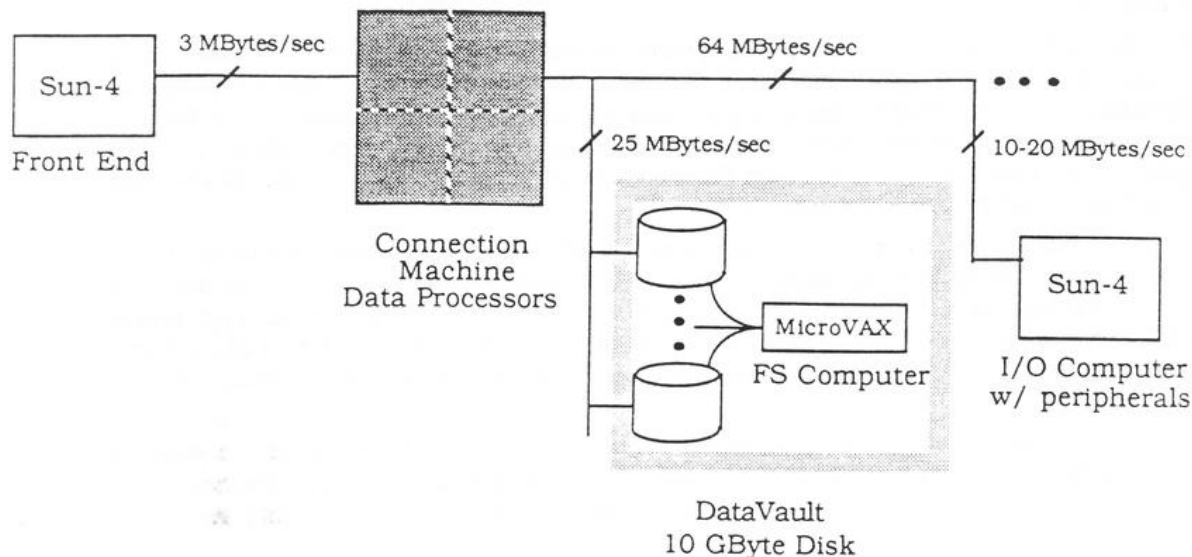 3 MBytes/sec
64 MBytes/sec
Sun-4
Front End
25 MBytes/sec
10-20 MBytes/sec
Connection
Machine
Data Processors
Sun-4
MicroVAX
FS Computer
I/O Computer
w/ peripherals
DataVault
10 GByte Disk